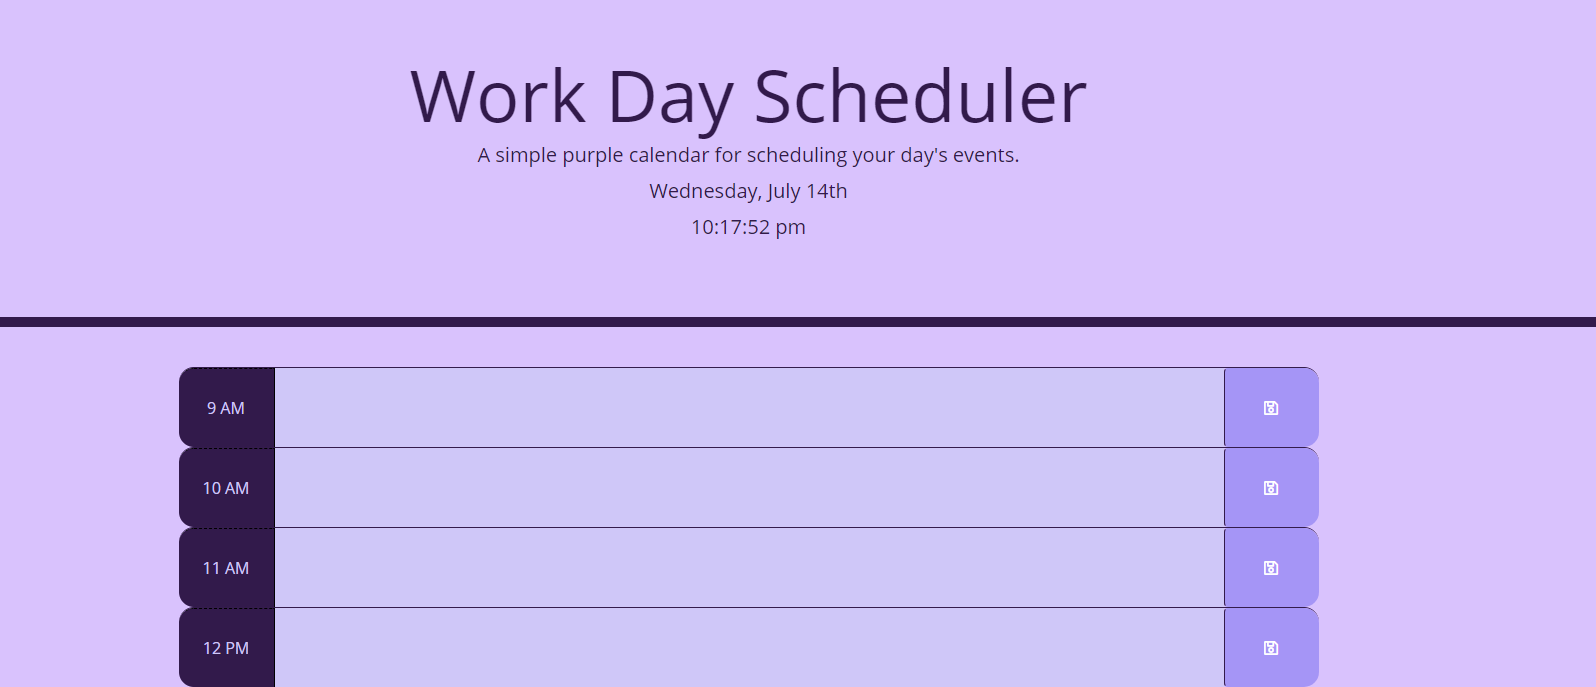 Work Day Scheduler
A simple purple calendar for scheduling your day's events.
Wednesday, July 14th
10:17:52 pm
9 AM
10 AM
11 AM
12 PM